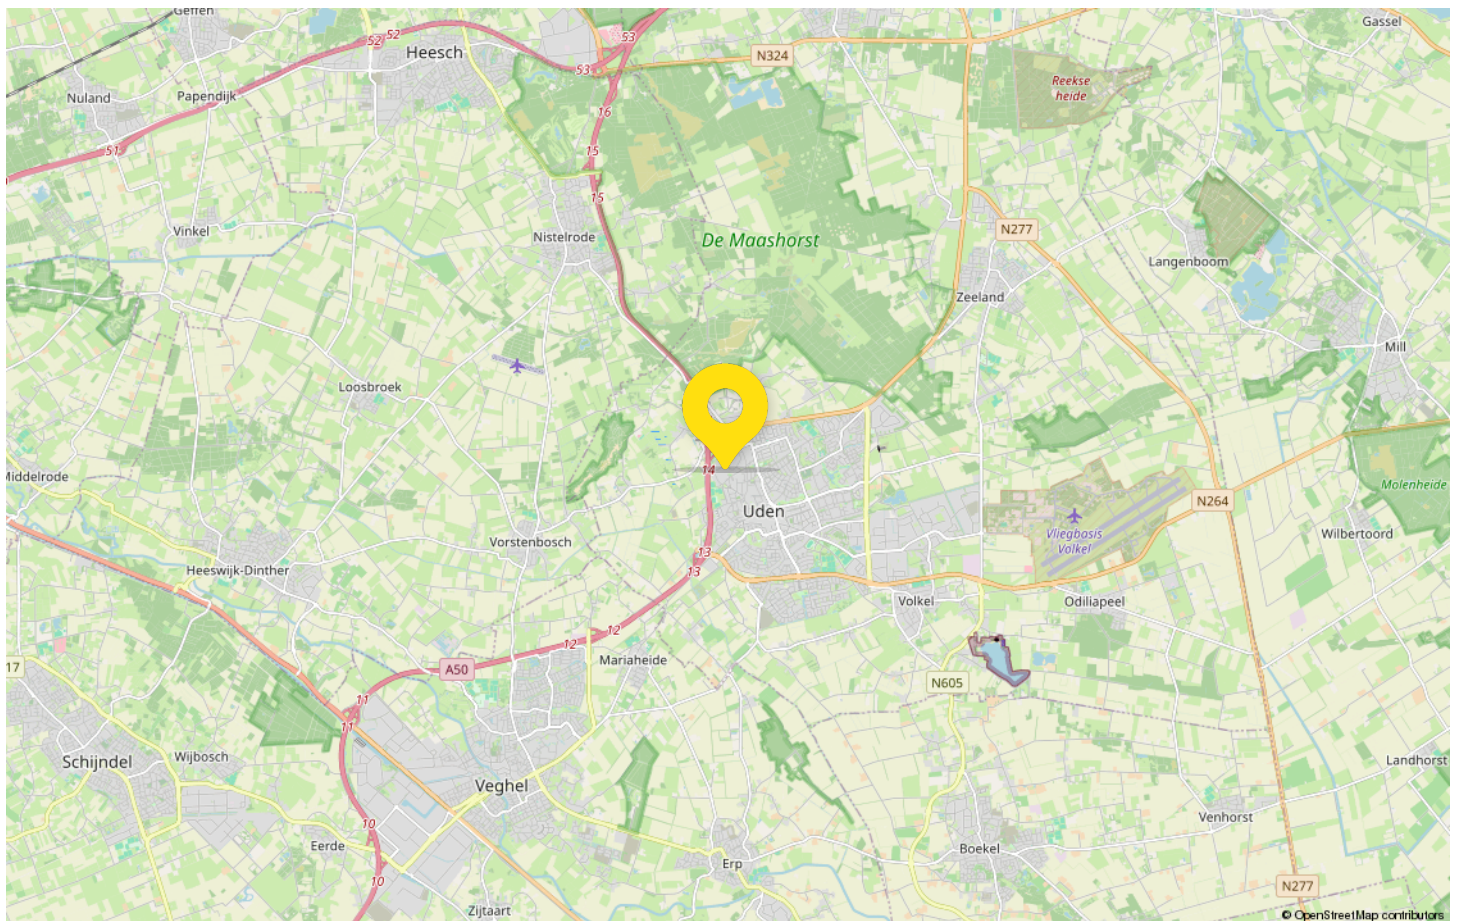 Geffen
Gassel
52
52
53
Heesch
N324
53
Reekse
heide
Nuland
Papendijk
16
51
15
15
Vinkel
Nistelrode
De Maashorst
N277
Langenboom
Zeeland
Mill
Loosbroek
14
Middelrode
Molenheide
N264
Uden
Vliegbasis
Volkel
Wilbertoord
Vorstenbosch
13
13
Heeswijk-Dinther
Volkel
Odiliapeel
12
12
Mariaheide
17
A50
N605
11
11
Schijndel
Wijbosch
Landhorst
Veghel
Venhorst
10
Eerde
Boekel
Erp
10
N277
Zijtaart
© OpenStreetMap contributors